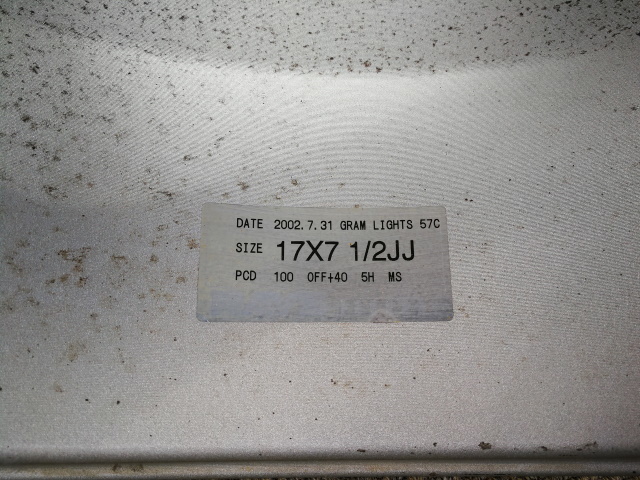 DATE 2002.7.31 GRAM LIGHTS 57C
SIZE 17X7 1/2JJ
PCD 100 OFF+40 5H MS